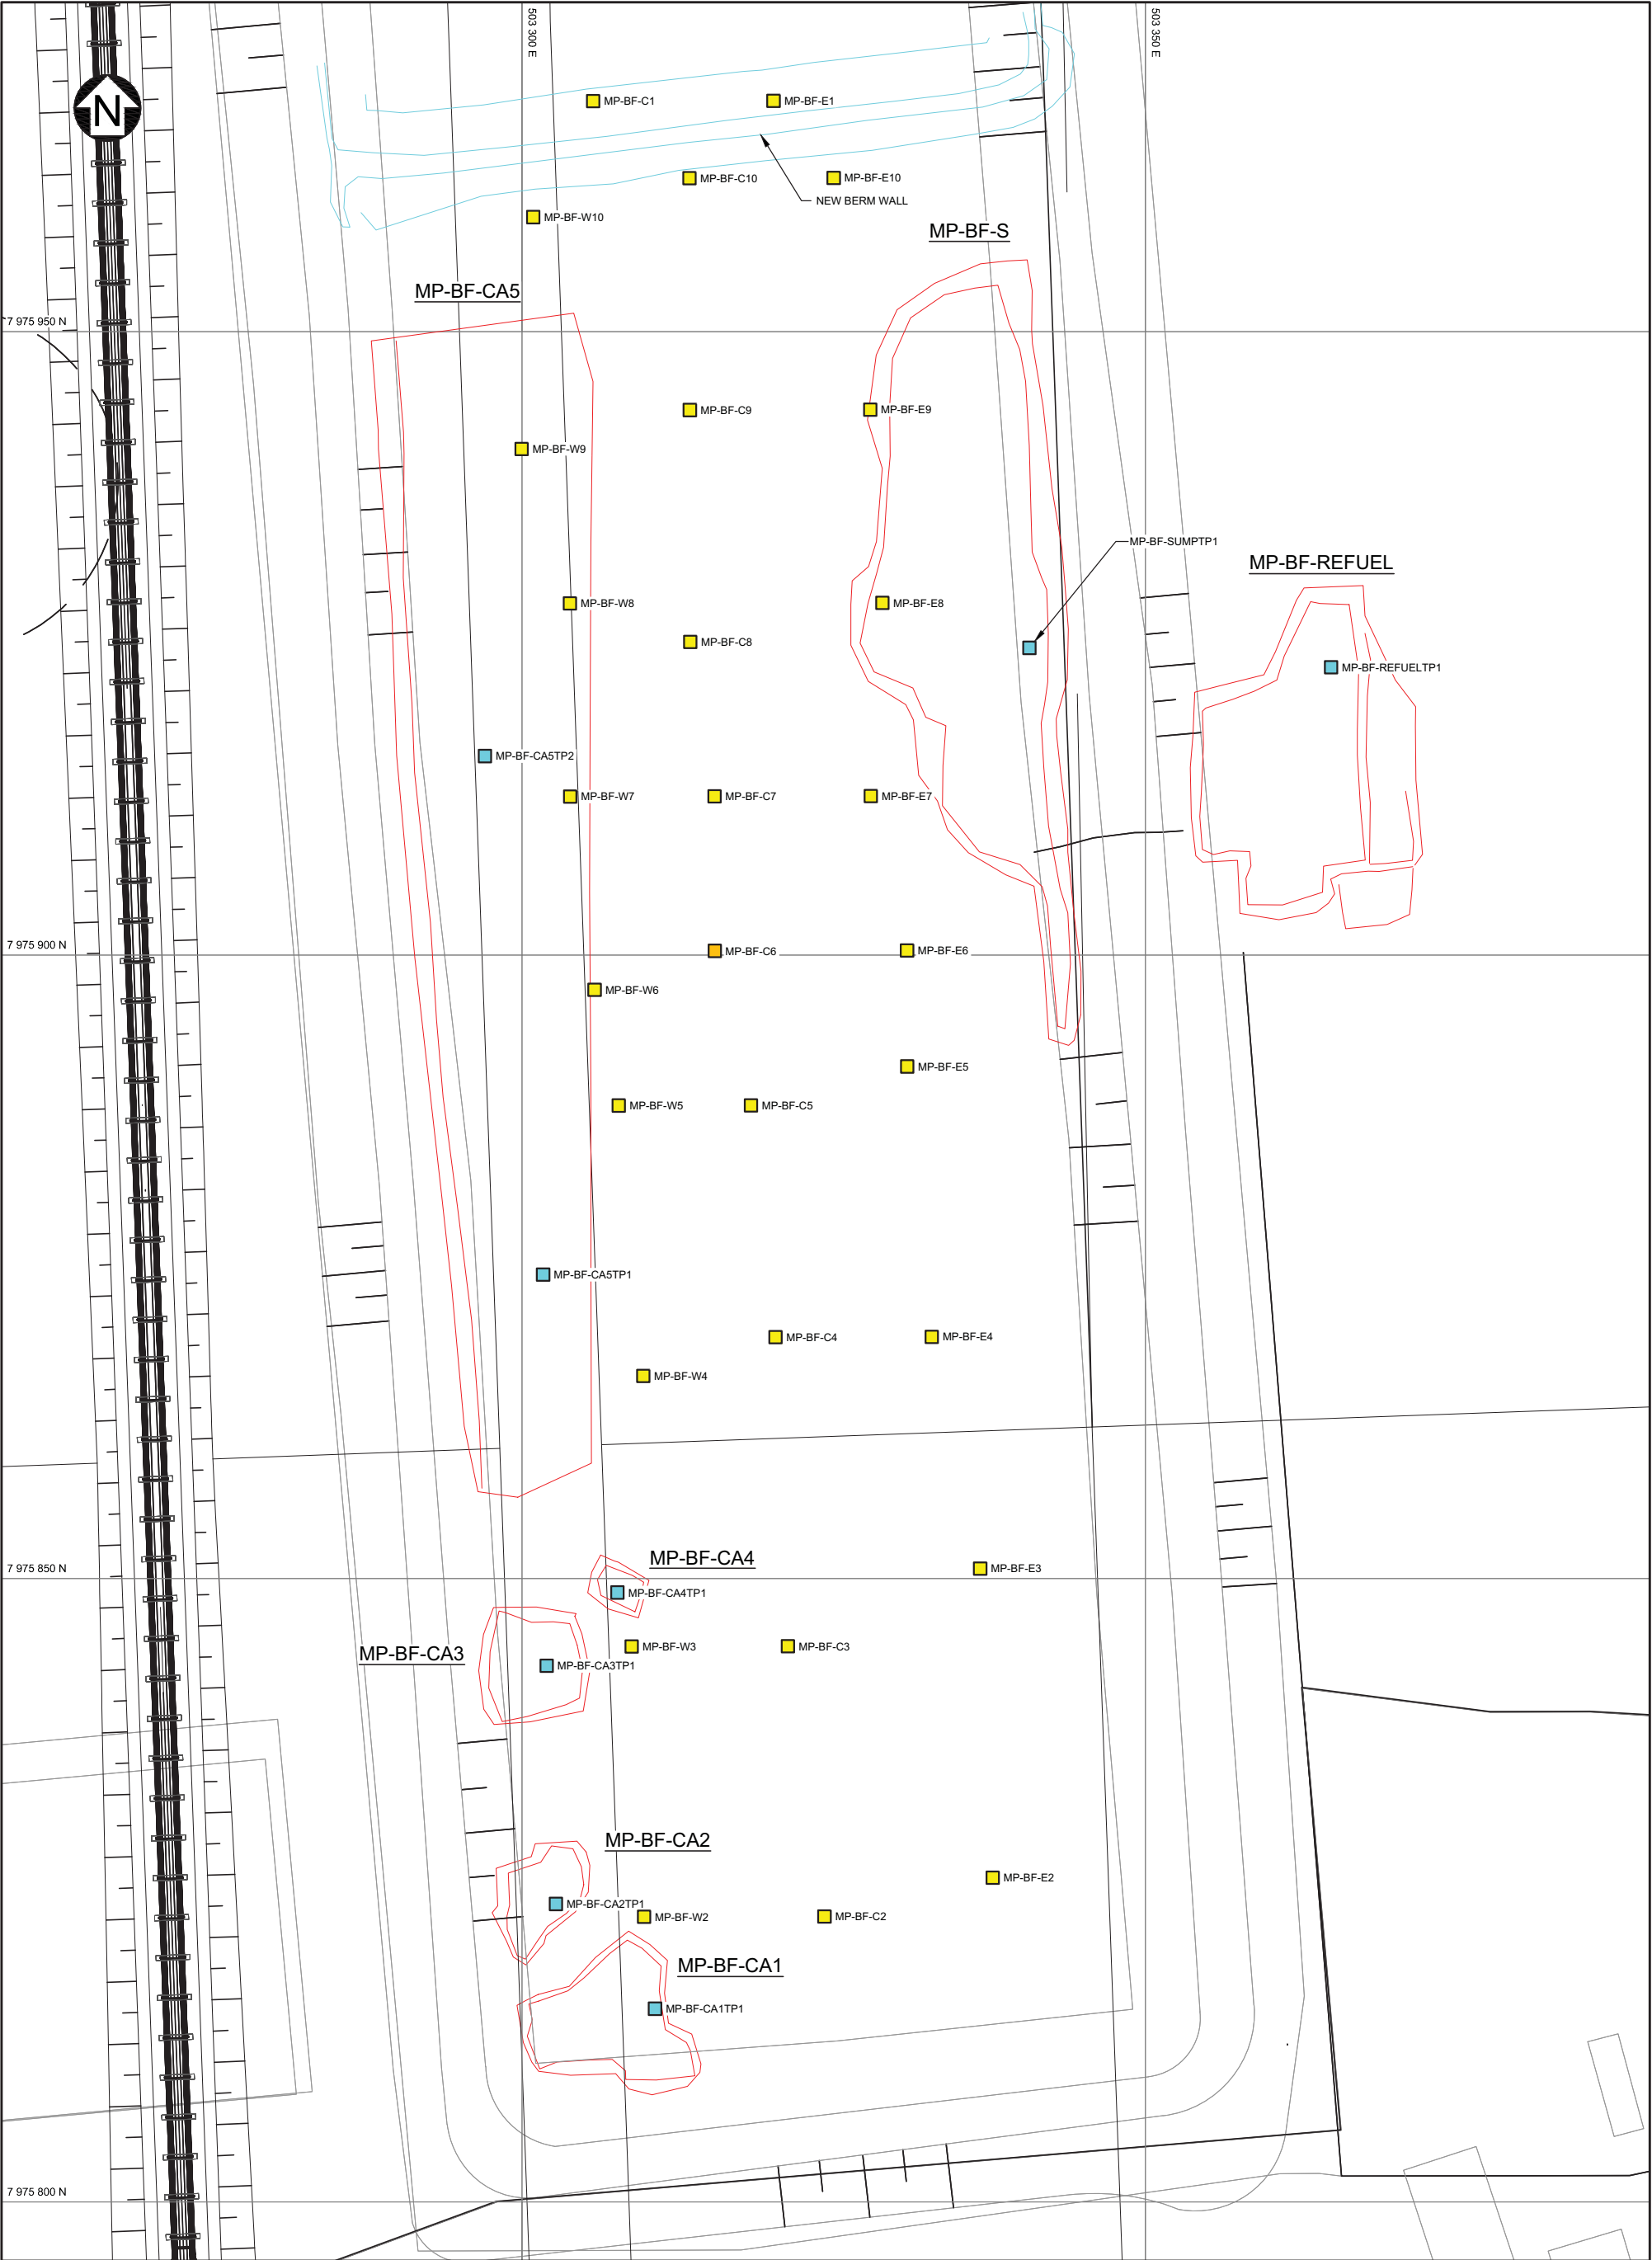 503 300 E
503 350 E
N
MP-BF-C1
MP-BF-E1
MP-BF-C10
MP-BF-E10
NEW BERM WALL
MP-BF-W10
MP-BF-S
MP-BF-CA5
7 975 950 N
MP-BF-C9
MP-BF-E9
MP-BF-W9
MP-BF-SUMPTP1
MP-BF-REFUEL
MP-BF-W8
MP-BF-E8
MP-BF-C8
MP-BF-REFUELTP1
MP-BF-CA5TP2
MP-BF-W7
MP-BF-C7
MP-BF-E7
7 975 900 N
MP-BF-C6
MP-BF-E6
MP-BF-W6
MP-BF-E5
MP-BF-W5
MP-BF-C5
MP-BF-CA5TP1
MP-BF-C4
MP-BF-E4
MP-BF-W4
MP-BF-CA4
7 975 850 N
MP-BF-E3
MP-BF-CA4TP1
MP-BF-CA3
MP-BF-W3
MP-BF-C3
MP-BF-CA3TP1
MP-BF-CA2
MP-BF-E2
MP-BF-CA2TP1
MP-BF-W2
MP-BF-C2
MP-BF-CA1
MP-BF-CA1TP1
7 975 800 N